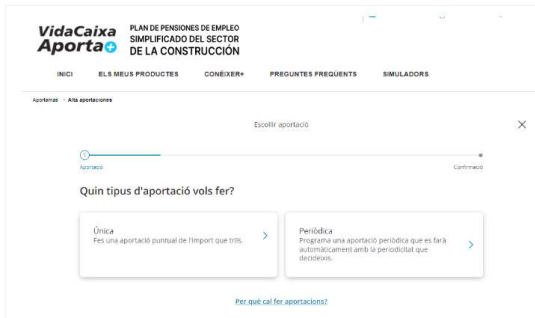 VidaCaixa
Aporta+
PLAN DE PENSIONES DE EMPLEO
SIMPLIFICADO DEL SECTOR
DE LA CONSTRUCCIÓN
INICI ELS MEUS PRODUCTES CONÈIXER+ PREGUNTES FREQÜENTS SIMULADORS
Aportamás > Alta aportaciones
Escollir aportació
1
Aportació Confirmació
Quin tipus d'aportació vols fer?
Única
Fes una aportació puntual de l'import que triïs.
Periòdica
Programa una aportació periòdica que es farà
automàticament amb la periodicitat que
decideixis.
Per què cal fer aportacions?